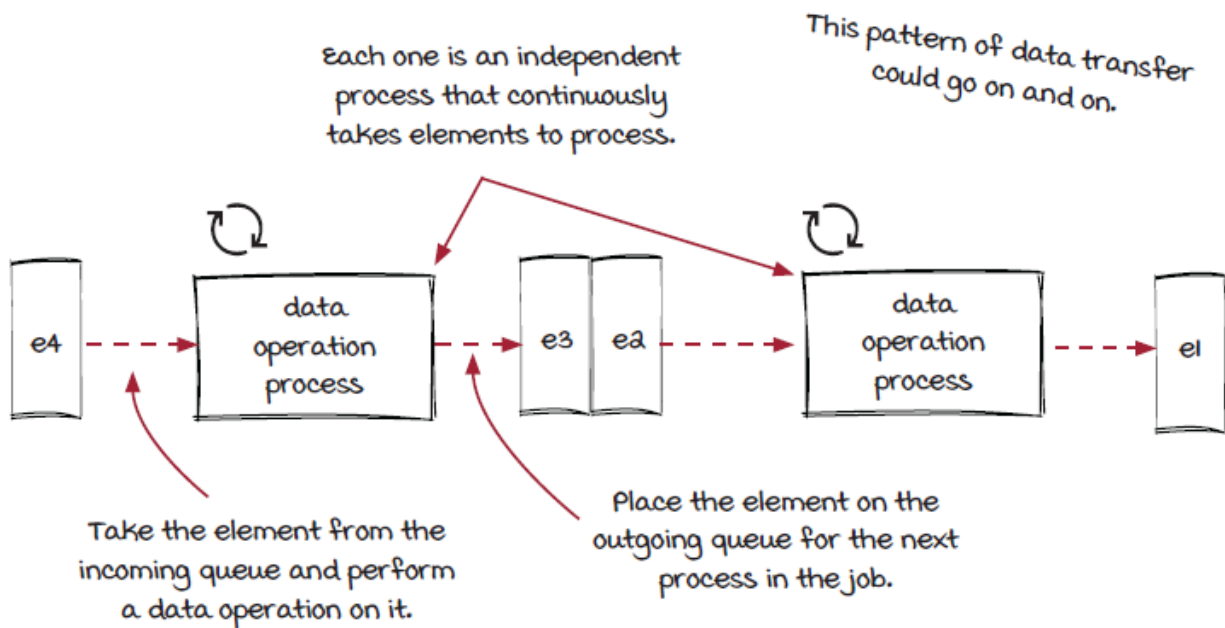 Each one is an independent
process that continuously
takes elements to process.
This pattern of data transfer
could go on and on.
e4
data
operation
process
e3
e2
data
operation
process
e1
Take the element from the
incoming queue and perform
a data operation on it.
Place the element on the
outgoing queue for the next
process in the job.